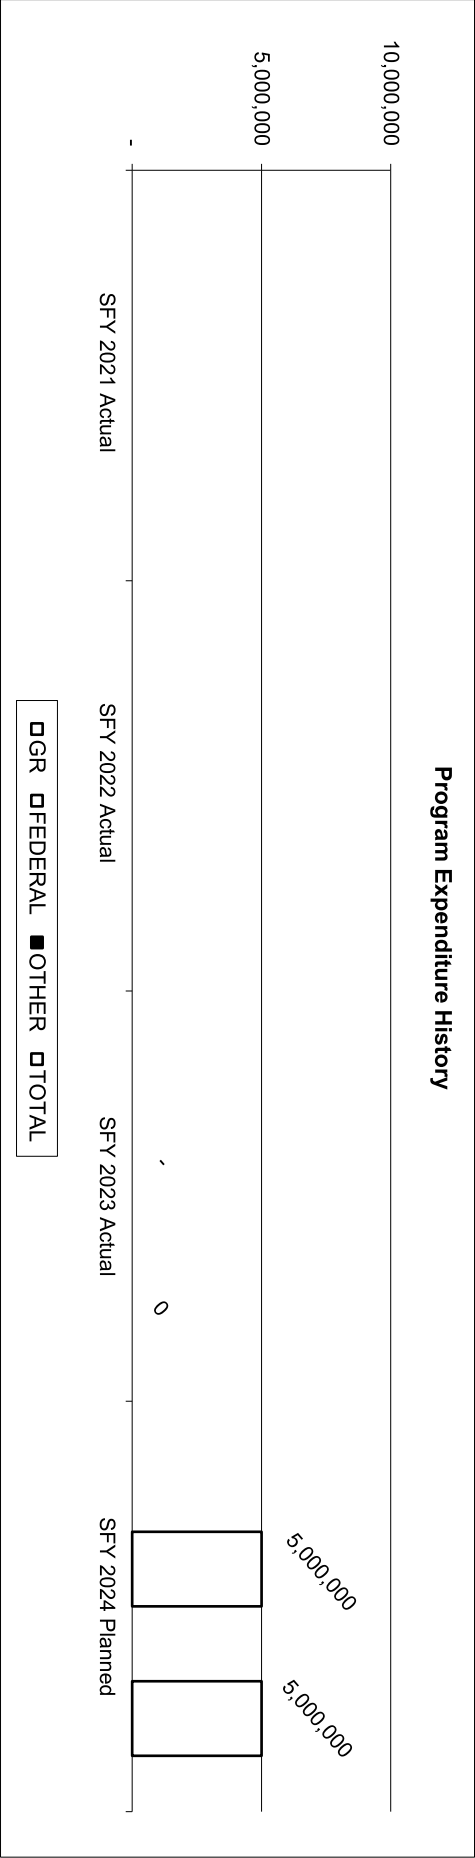 Program Expenditure History
10,000,000
5,000,000
-
5,000,000
5,000,000
-
0
SFY 2021 Actual
SFY 2022 Actual
SFY 2023 Actual
SFY 2024 Planned
GR FEDERAL OTHER TOTAL